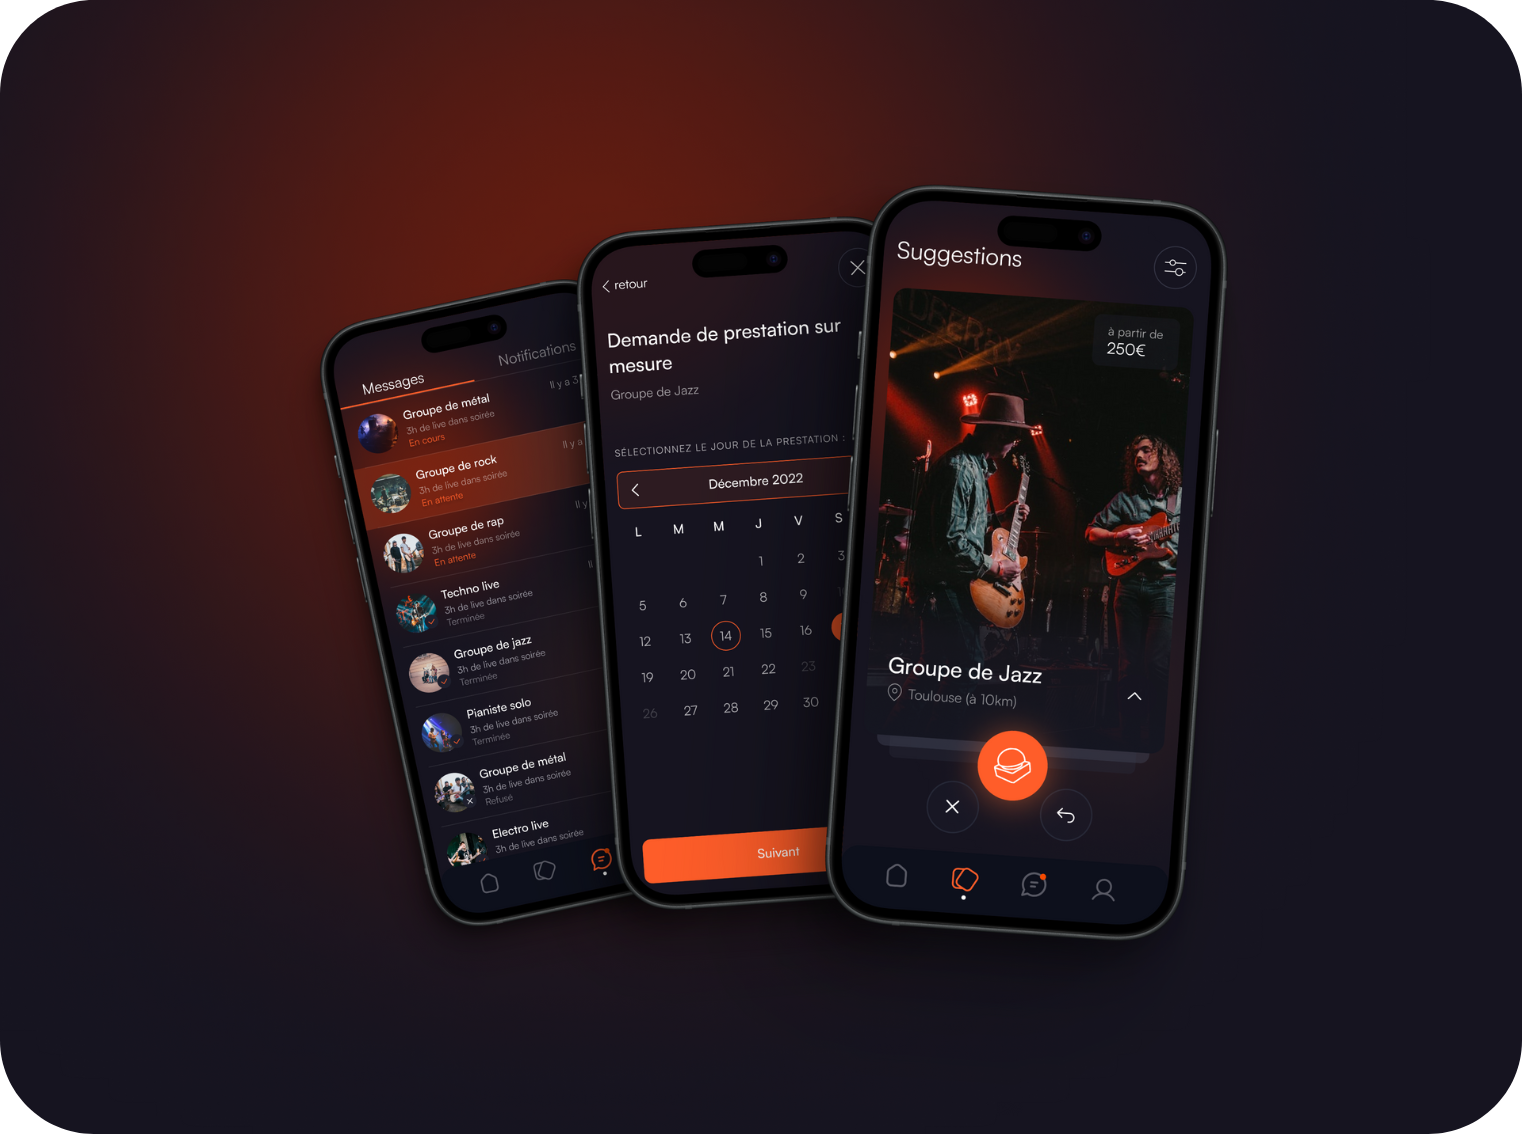 Messages
Notifications
Groupe de métal
Il y a 3
3h de live dans soirée
En cours
Groupe de rock
Il y a
3h de live dans soirée
En attente
Groupe de rap
Il y
3h de live dans soirée
En attente
Techno live
Il
3h de live dans soirée
Terminée
Groupe de jazz
3h de live dans soirée
Terminée
Pianiste solo
3h de live dans soirée
Terminée
Groupe de métal
3h de live dans soirée
Refusé
Electro live
3h de live dans soirée
retour
Demande de prestation sur
mesure
Groupe de Jazz
SÉLECTIONNEZ LE JOUR DE LA PRESTATION :
Décembre 2022
L M M J V S
1 2 3
5 6 7 8 9
12 13 14 15 16
19 20 21 22 23
26 27 28 29 30
Suivant
Suggestions
à partir de
250€
Groupe de Jazz
Toulouse (à 10km)